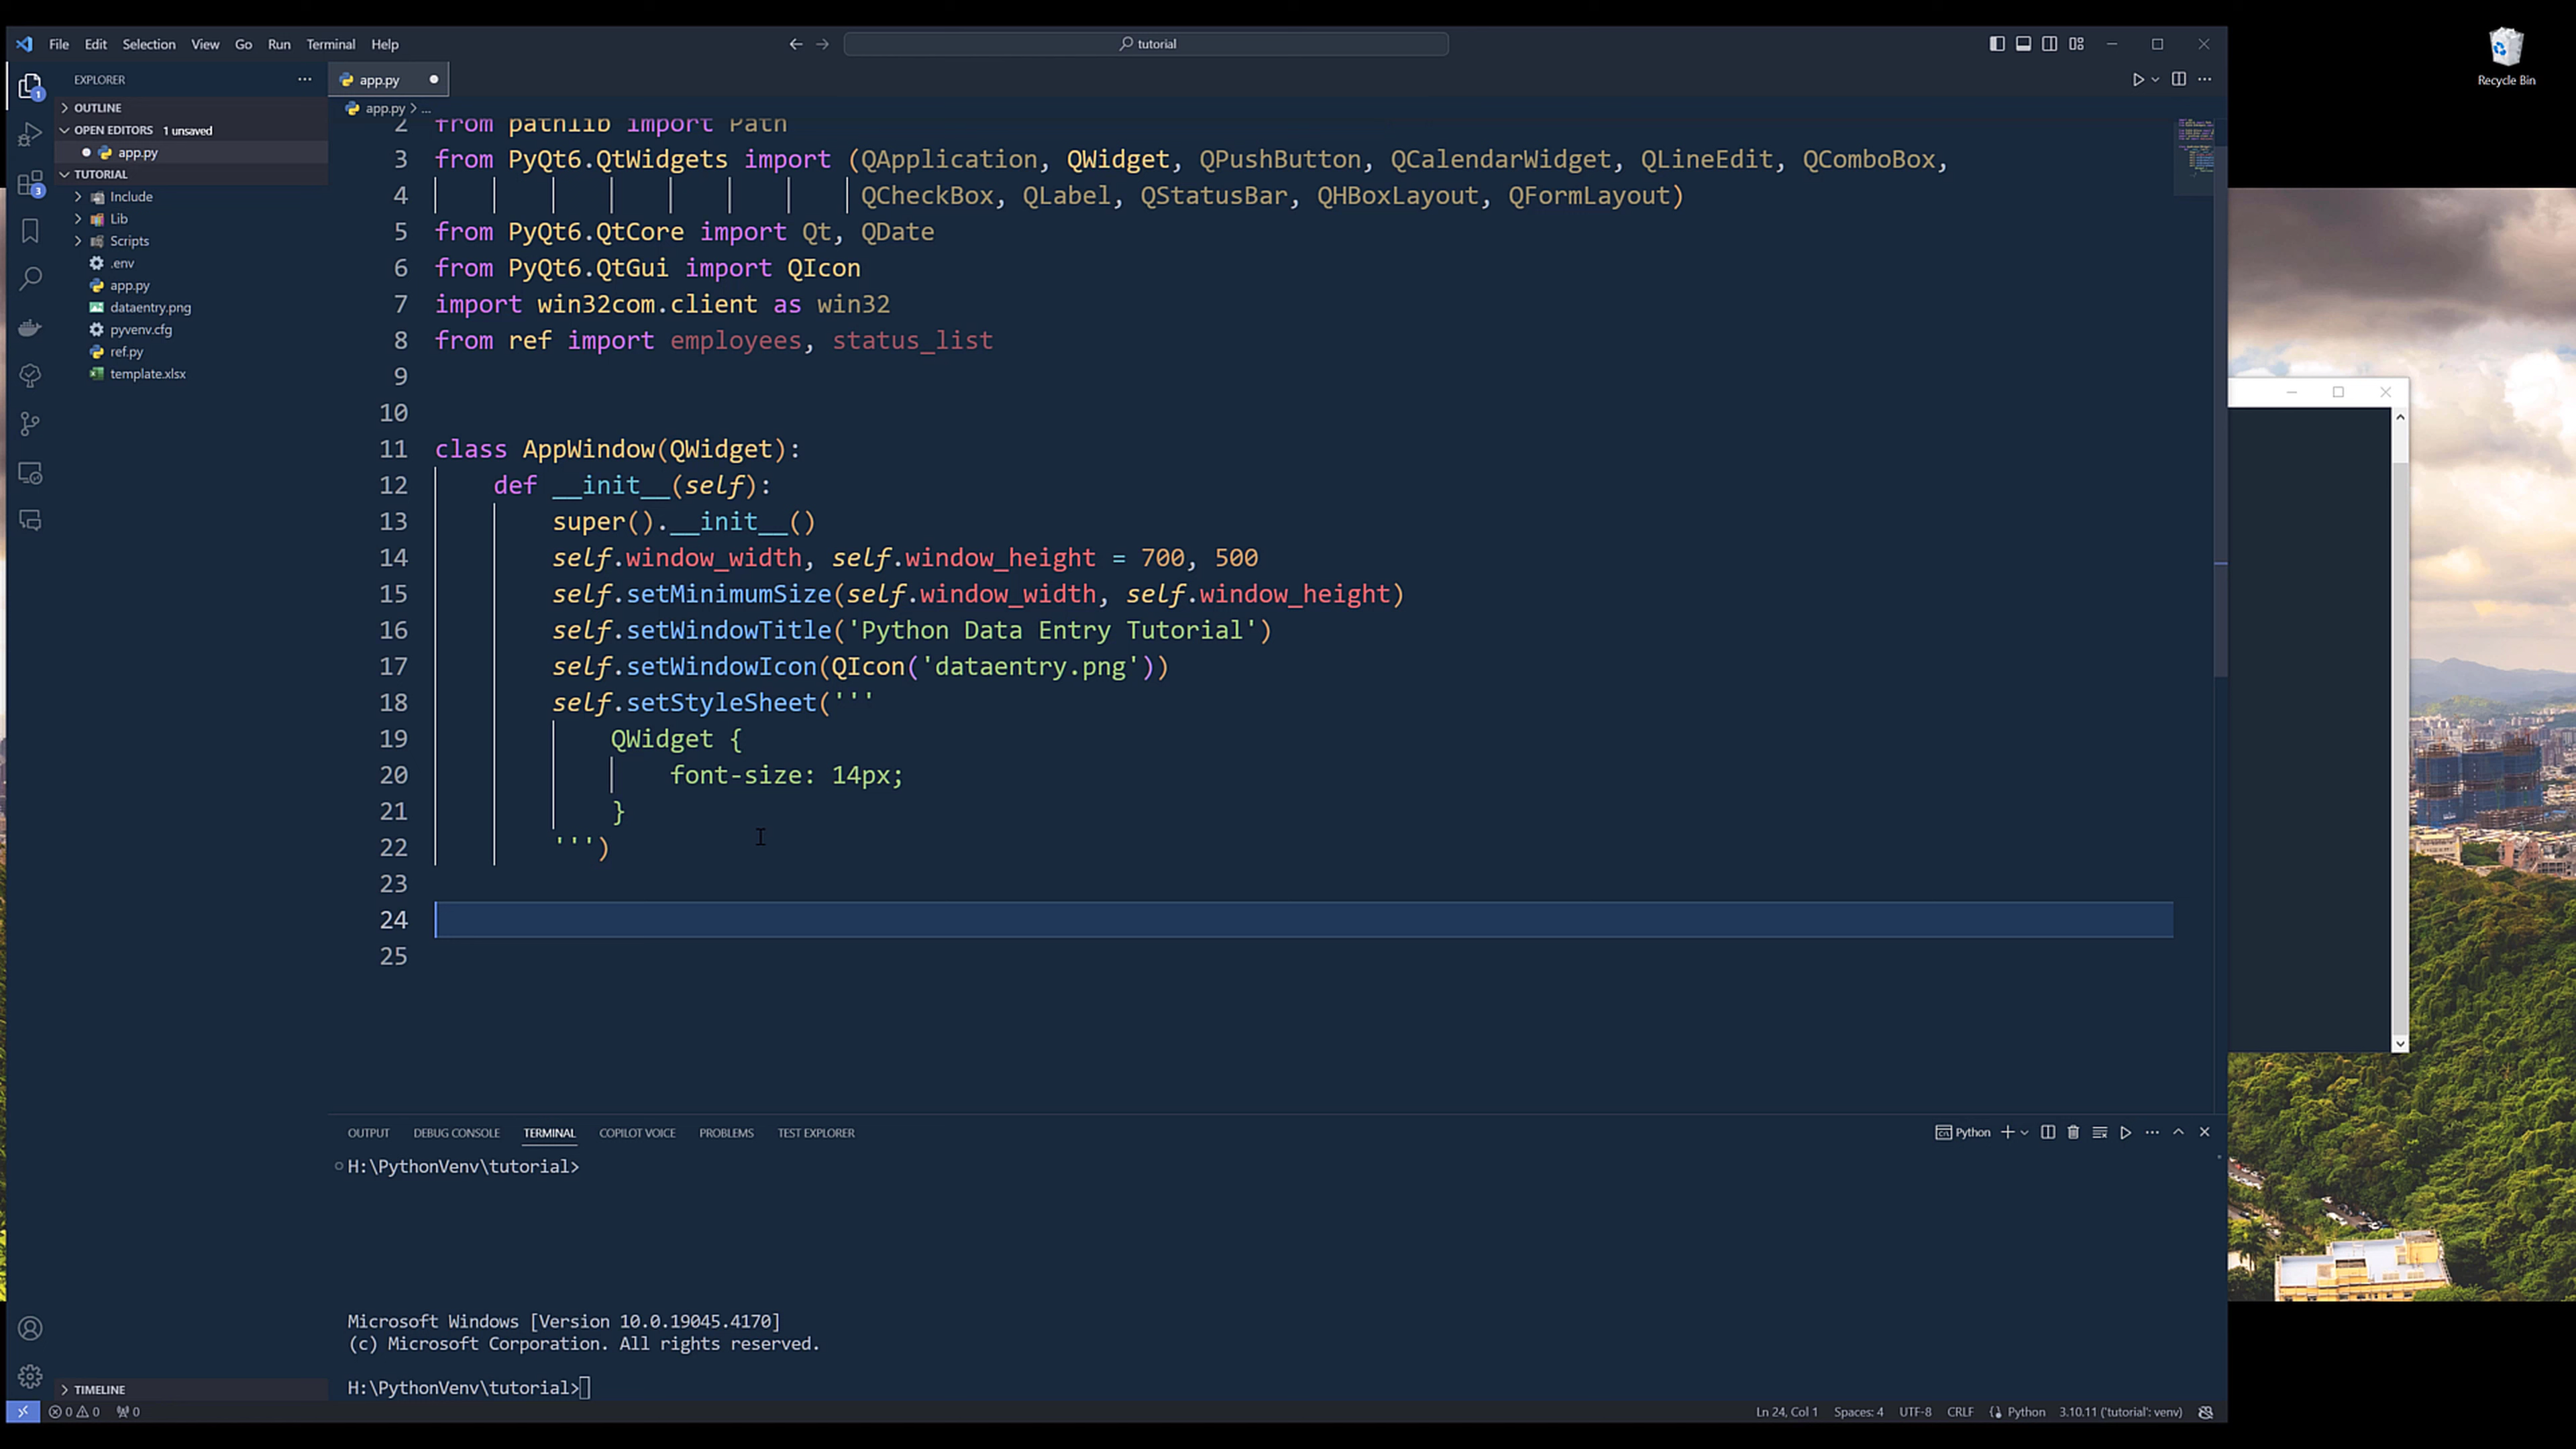 File Edit Selection View Go Run Terminal Help
tutorial
Recycle Bin
EXPLORER
app.py
app.py > ...
OUTLINE
OPEN EDITORS 1 unsaved
app.py
TUTORIAL
Include
Lib
Scripts
.env
app.py
dataentry.png
pyvenv.cfg
ref.py
template.xlsx
TIMELINE
1
3
2 from pathlib import Path
3 from PyQt6.QtWidgets import (QApplication, QWidget, QPushButton, QCalendarWidget, QLineEdit, QComboBox,
4 QCheckBox, QLabel, QStatusBar, QHBoxLayout, QFormLayout)
5 from PyQt6.QtCore import Qt, QDate
6 from PyQt6.QtGui import QIcon
7 import win32com.client as win32
8 from ref import employees, status_list
9
10
11 class AppWindow(QWidget):
12 def __init__(self):
13 super().__init__()
14 self.window_width, self.window_height = 700, 500
15 self.setMinimumSize(self.window_width, self.window_height)
16 self.setWindowTitle('Python Data Entry Tutorial')
17 self.setWindowIcon(QIcon('dataentry.png'))
18 self.setStyleSheet('''
19 QWidget {
20 font-size: 14px;
21 }
22 ''')
23
24
25
OUTPUT DEBUG CONSOLE TERMINAL COPILOT VOICE PROBLEMS TEST EXPLORER
Python
H:\PythonVenv\tutorial>
Microsoft Windows [Version 10.0.19045.4170]
(c) Microsoft Corporation. All rights reserved.
H:\PythonVenv\tutorial>
0 0 0
Ln 24, Col 1 Spaces: 4 UTF-8 CRLF Python 3.10.11 ('tutorial': venv)